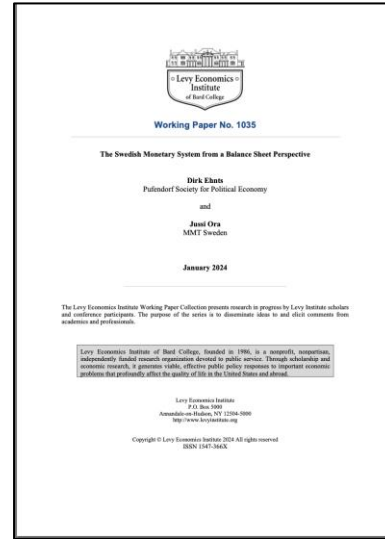 Levy Economics
Institute
of Bard College
Working Paper No. 1035
The Swedish Monetary System from a Balance Sheet Perspective
Dirk Ehnts
Pufendorf Society for Political Economy
and
Jussi Ora
MMT Sweden
January 2024
The Levy Economics Institute Working Paper Collection presents research in progress by Levy Institute scholars
and conference participants. The purpose of the series is to disseminate ideas to and elicit comments from
academics and professionals.
Levy Economics Institute of Bard College, founded in 1986, is a nonprofit, nonpartisan,
independently funded research organization devoted to public service. Through scholarship and
economic research, it generates viable, effective public policy responses to important economic
problems that profoundly affect the quality of life in the United States and abroad.
Levy Economics Institute
P.O. Box 5000
Annandale-on-Hudson, NY 12504-5000
http://www.levyinstitute.org
Copyright © Levy Economics Institute 2024 All rights reserved
ISSN 1547-366X